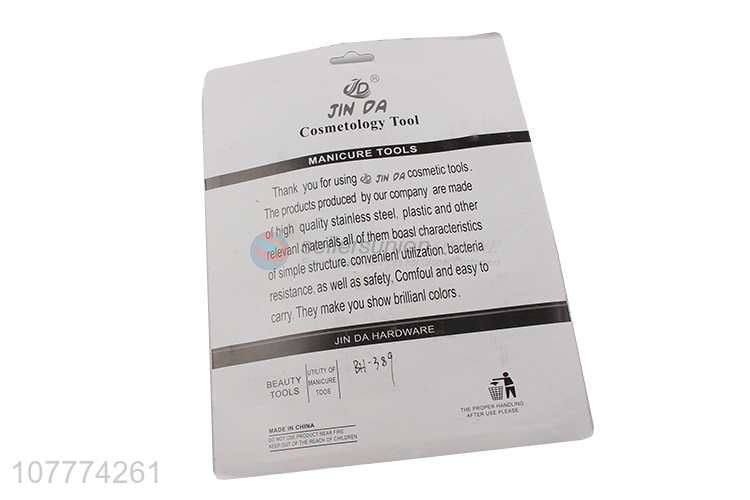 JD®
JIN DA
Cosmetology Tool
MANICURE TOOLS
Thank you for using JD JIN DA cosmetic tools.
The products produced by our company are made
of high quality stainless steel, plastic and other
relevanl malerials,all of them boasl characteristics
of simple structure, convenienl utilization, bacteria
resistance, as well as safety, Comfoul and easy to
carry. They make you show brillianl colors.
JIN DA HARDWARE
BEAUTY TOOLS
UTILITY OF MANICURE TOOS
BH-389
MADE IN CHINA
DO NOT USE PRODUCT NEAR FIRE
KEEP OUT OF THE REACH OF CHILDREN
THE PROPER HANDLING
AFTER USE PLEASE
sellersunion
107774261